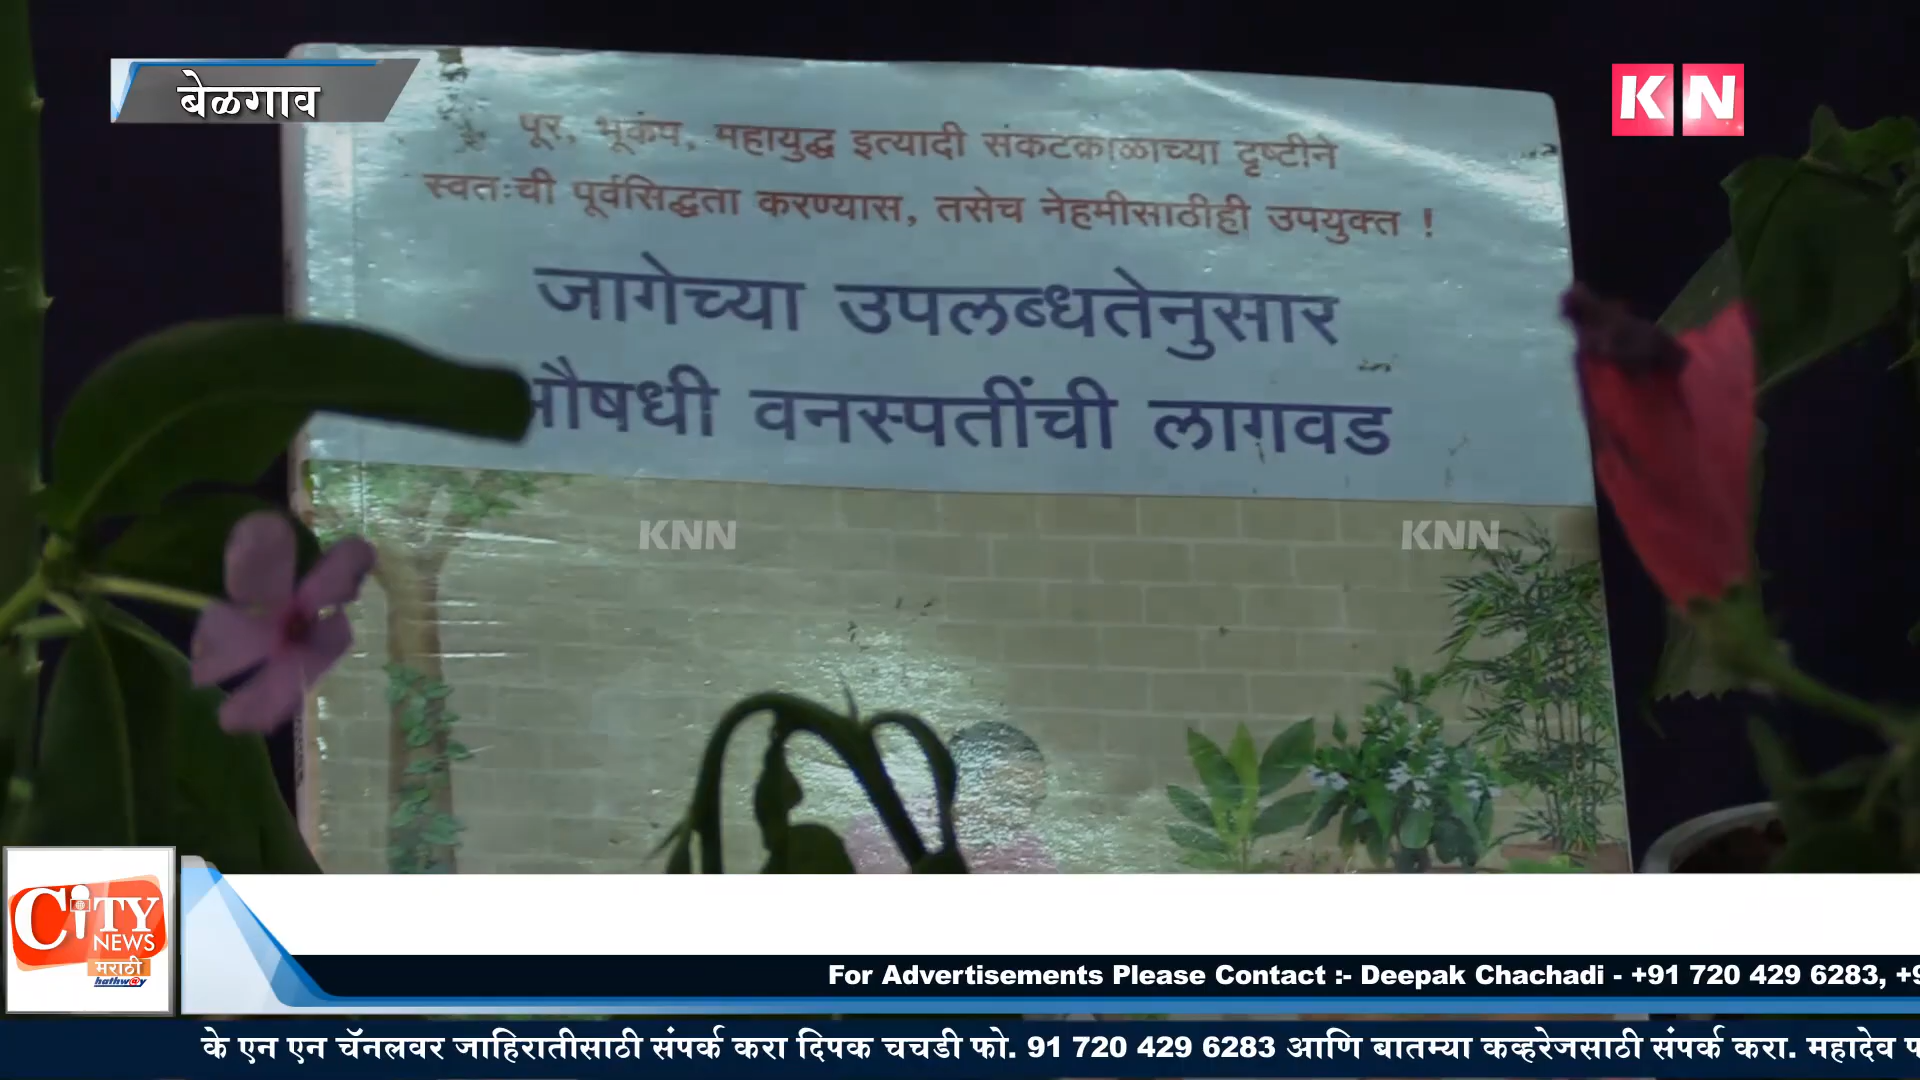 बेळगाव
KN
पूर, भूकंप, महायुद्ध इत्यादी संकटकाळाच्या दृष्टीने
स्वतःची पूर्वसिद्धता करण्यास, तसेच नेहमीसाठीही उपयुक्त !
जागेच्या उपलब्धतेनुसार
औषधी वनस्पतींची लागवड
KNN
KNN
CiTY
NEWS
मराठी
hathway
For Advertisements Please Contact :- Deepak Chachadi - +91 720 429 6283, +9
के एन एन चॅनलवर जाहिरातीसाठी संपर्क करा दिपक चचडी फो. 91 720 429 6283 आणि बातम्या कव्हरेजसाठी संपर्क करा. महादेव